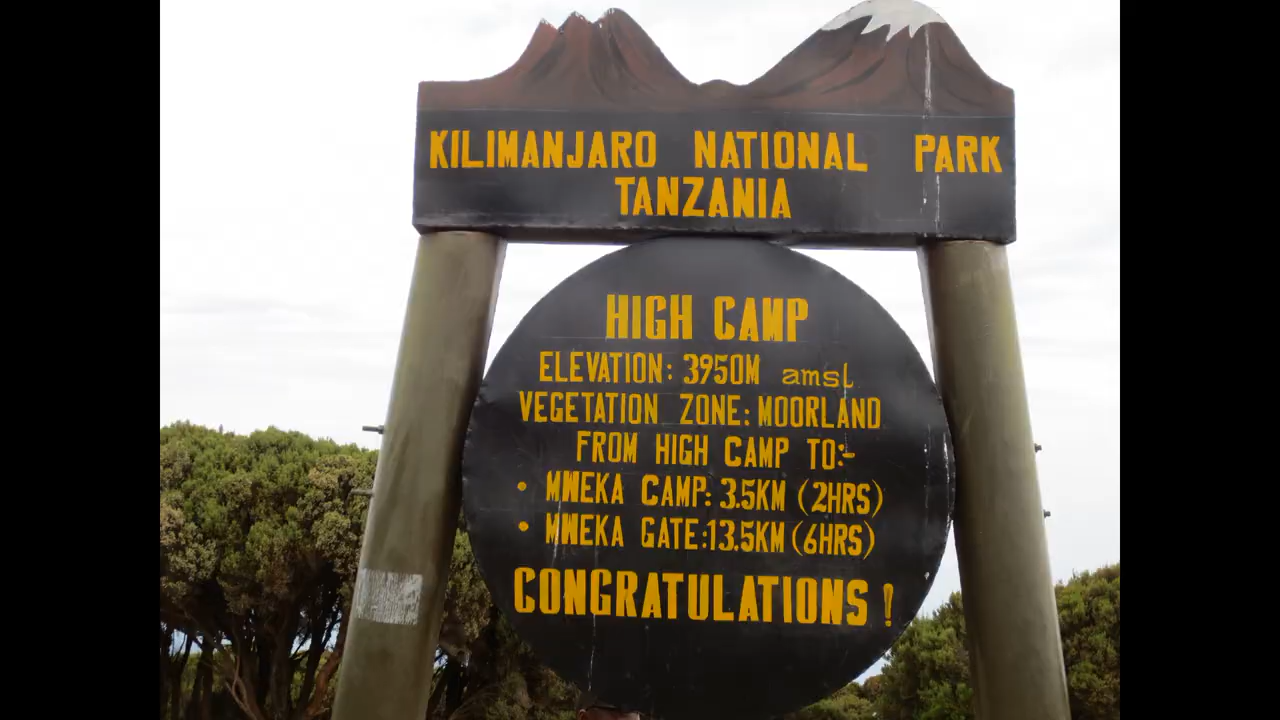 KILIMANJARO NATIONAL PARK
TANZANIA
HIGH CAMP
ELEVATION: 3950M amsl
VEGETATION ZONE: MOORLAND
FROM HIGH CAMP TO:-
• MWEKA CAMP: 3.5KM (2HRS)
• MWEKA GATE:13.5KM (6HRS)
CONGRATULATIONS !